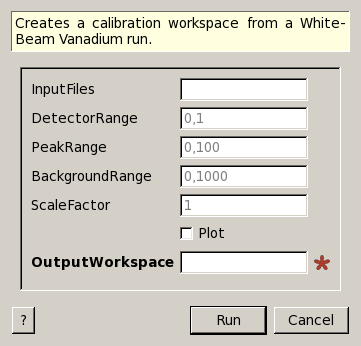 Creates a calibration workspace from a White-
Beam Vanadium run.
InputFiles
DetectorRange 0,1
PeakRange 0,100
BackgroundRange 0,1000
ScaleFactor 1
Plot
OutputWorkspace *
? Run Cancel